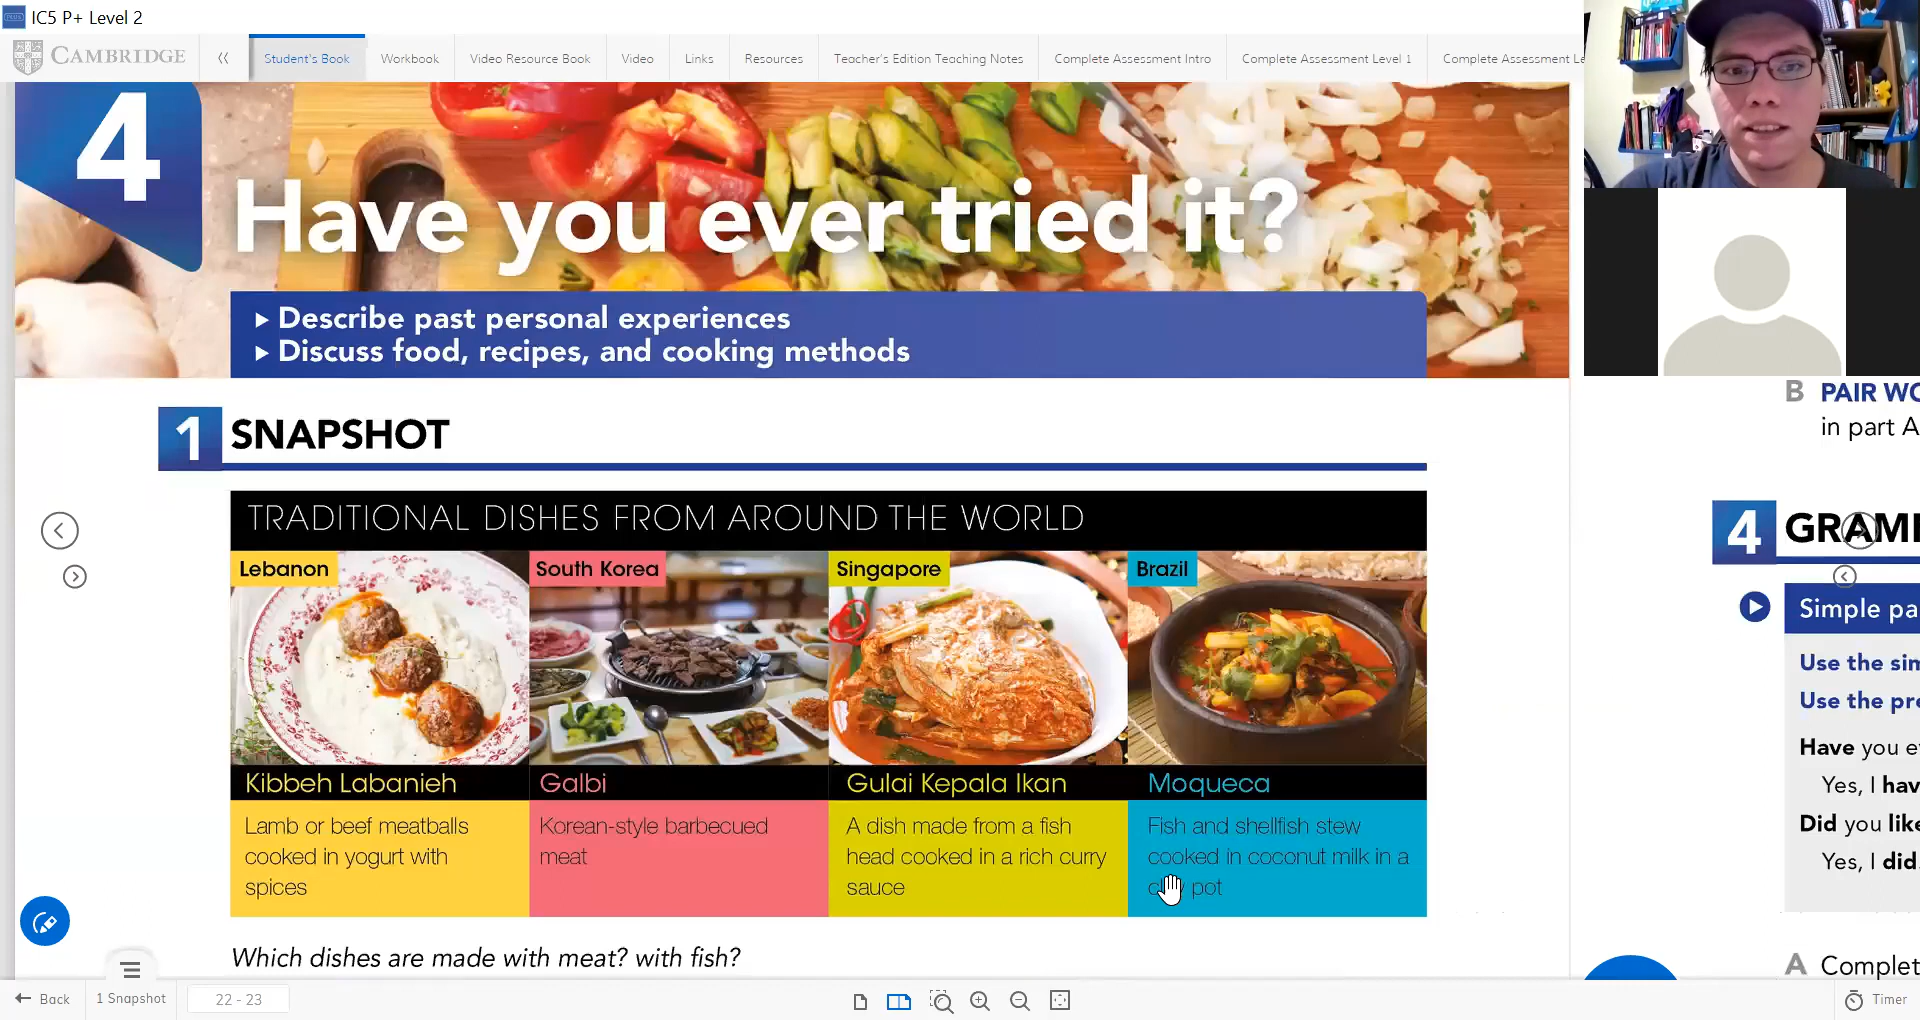 IC5 P+ Level 2
CAMBRIDGE
Student's Book
Workbook
Video Resource Book
Video
Links
Resources
Teacher's Edition Teaching Notes
Complete Assessment Intro
Complete Assessment Level 1
Complete Assessment Le
4
Have you ever tried it?
Describe past personal experiences
Discuss food, recipes, and cooking methods
1 SNAPSHOT
TRADITIONAL DISHES FROM AROUND THE WORLD
Lebanon
Kibbeh Labanieh
Lamb or beef meatballs
cooked in yogurt with
spices
South Korea
Galbi
Korean-style barbecued
meat
Singapore
Gulai Kepala Ikan
A dish made from a fish
head cooked in a rich curry
sauce
Brazil
Moqueca
Fish and shellfish stew
cooked in coconut milk in a
pot
Which dishes are made with meat? with fish?
B PAIR WO
in part A
4 GRAM
Simple pa
Use the sim
Use the pre
Have you e
Yes, I hav
Did you like
Yes, I did
A Complet
Back
1 Snapshot
22 - 23
Timer